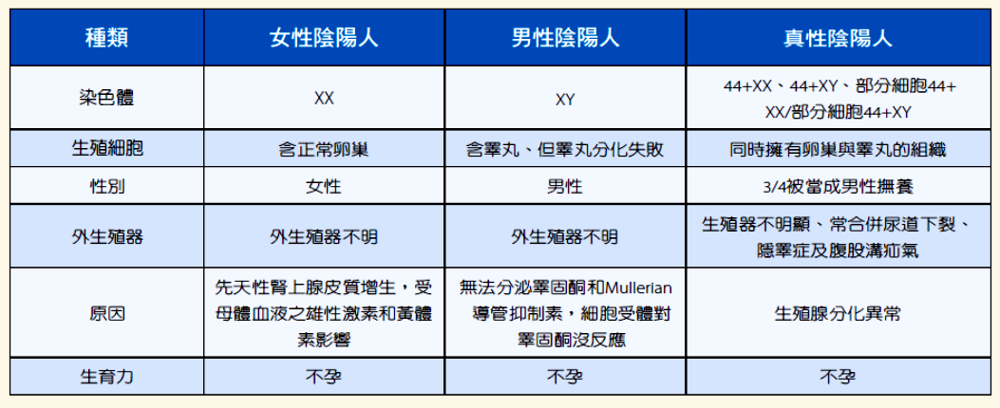 種類 女性陰陽人 男性陰陽人 真性陰陽人
染色體 XX XY 44+XX、44+XY、部分細胞44+
XX/部分細胞44+XY
生殖細胞 含正常卵巢 含睪丸、但睪丸分化失敗 同時擁有卵巢與睪丸的組織
性別 女性 男性 3/4被當成男性撫養
外生殖器 外生殖器不明 外生殖器不明 生殖器不明顯、常合併尿道下裂、
隱睪症及腹股溝疝氣
原因 先天性腎上腺皮質增生，受
母體血液之雄性激素和黃體
素影響
無法分泌睪固酮和Mullerian
導管抑制素，細胞受體對
睪固酮沒反應
生殖腺分化異常
生育力 不孕 不孕 不孕